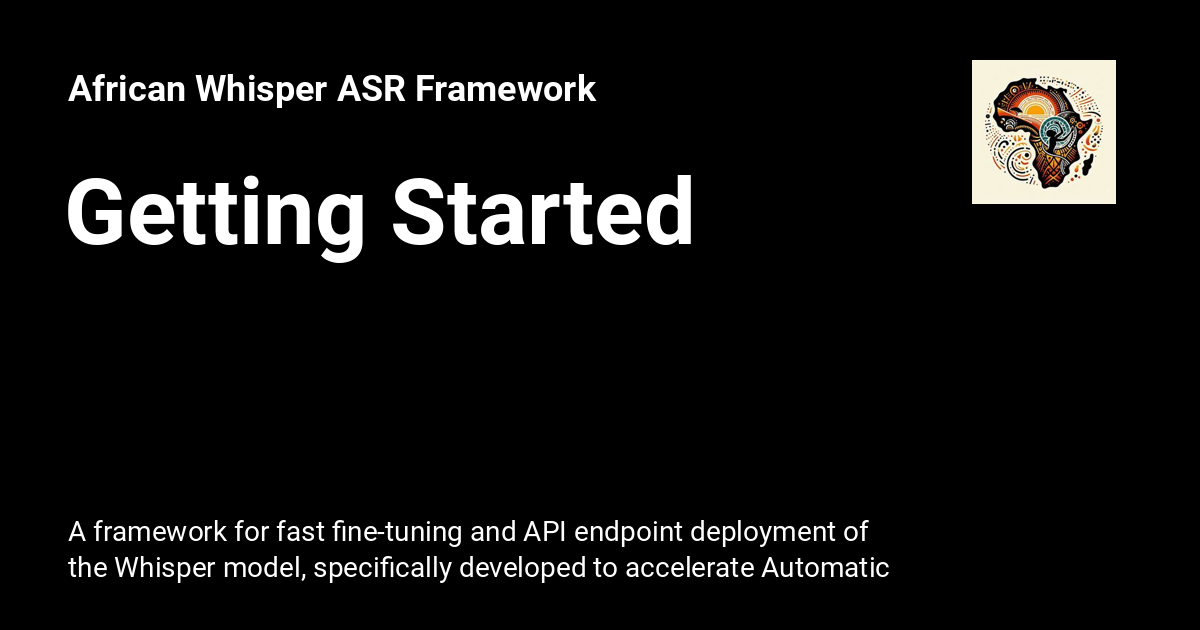 African Whisper ASR Framework
Getting Started
A framework for fast fine-tuning and API endpoint deployment of
the Whisper model, specifically developed to accelerate Automatic